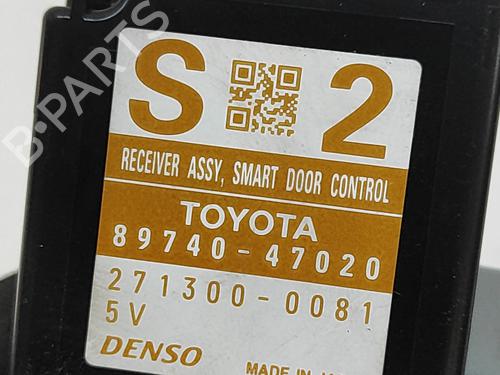 B-PARTS
S 2
RECEIVER ASSY, SMART DOOR CONTROL
TOYOTA
89740-47020
271300-0081
5V
DENSO MADE IN